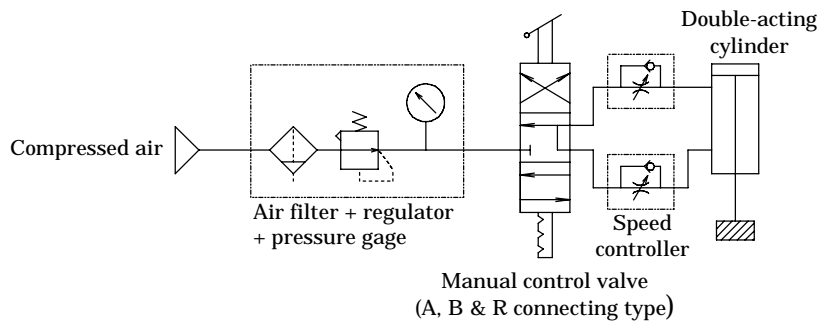 Double-acting
cylinder
Compressed air
Air filter + regulator
+ pressure gage
Speed
controller
Manual control valve
(A, B & R connecting type)